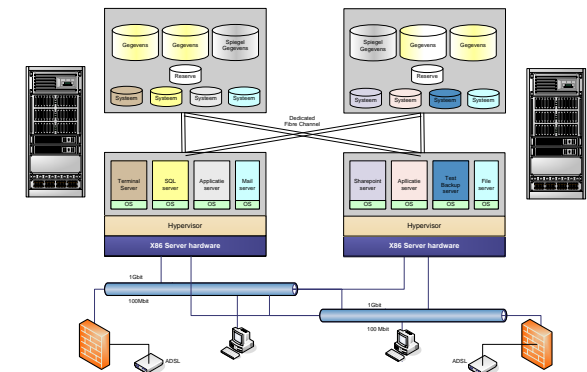 Gegevens
Gegevens
Spiegel
Gegevens
Reserve
Systeem
Systeem
Systeem
Systeem
Spiegel
Gegevens
Gegevens
Gegevens
Reserve
Systeem
Systeem
Systeem
Systeem
Dedicated
Fibre Channel
Terminal
Server
OS
SQL
server
OS
Applicatie
server
OS
Mail
server
OS
Hypervisor
X86 Server hardware
Sharepoint
server
OS
Apllicatie
server
OS
Test
Backup
server
OS
File
server
OS
Hypervisor
X86 Server hardware
1Gbit
100Mbit
1Gbit
100 Mbit
ADSL
ADSL